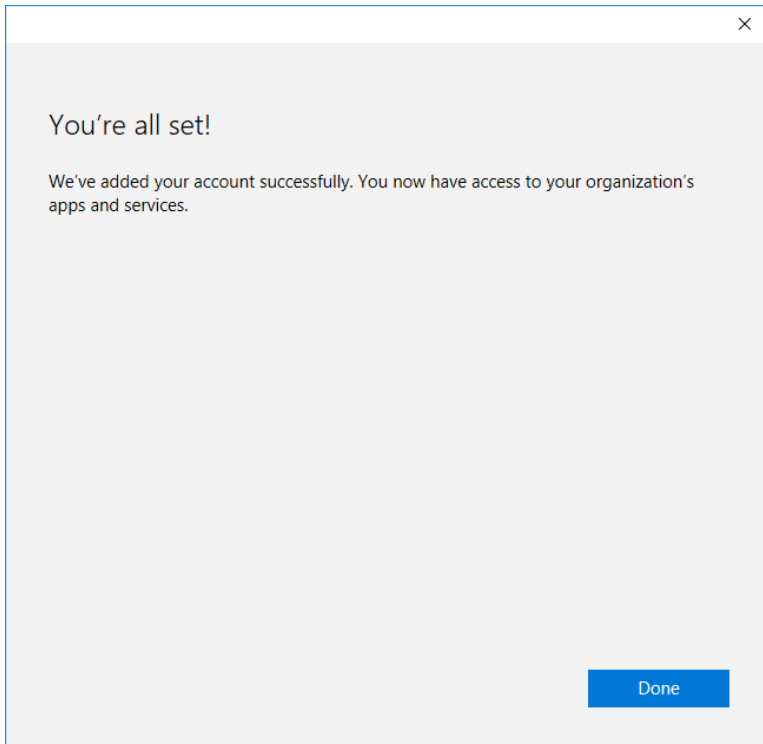 You’re all set!
We’ve added your account successfully. You now have access to your organization’s
apps and services.
Done